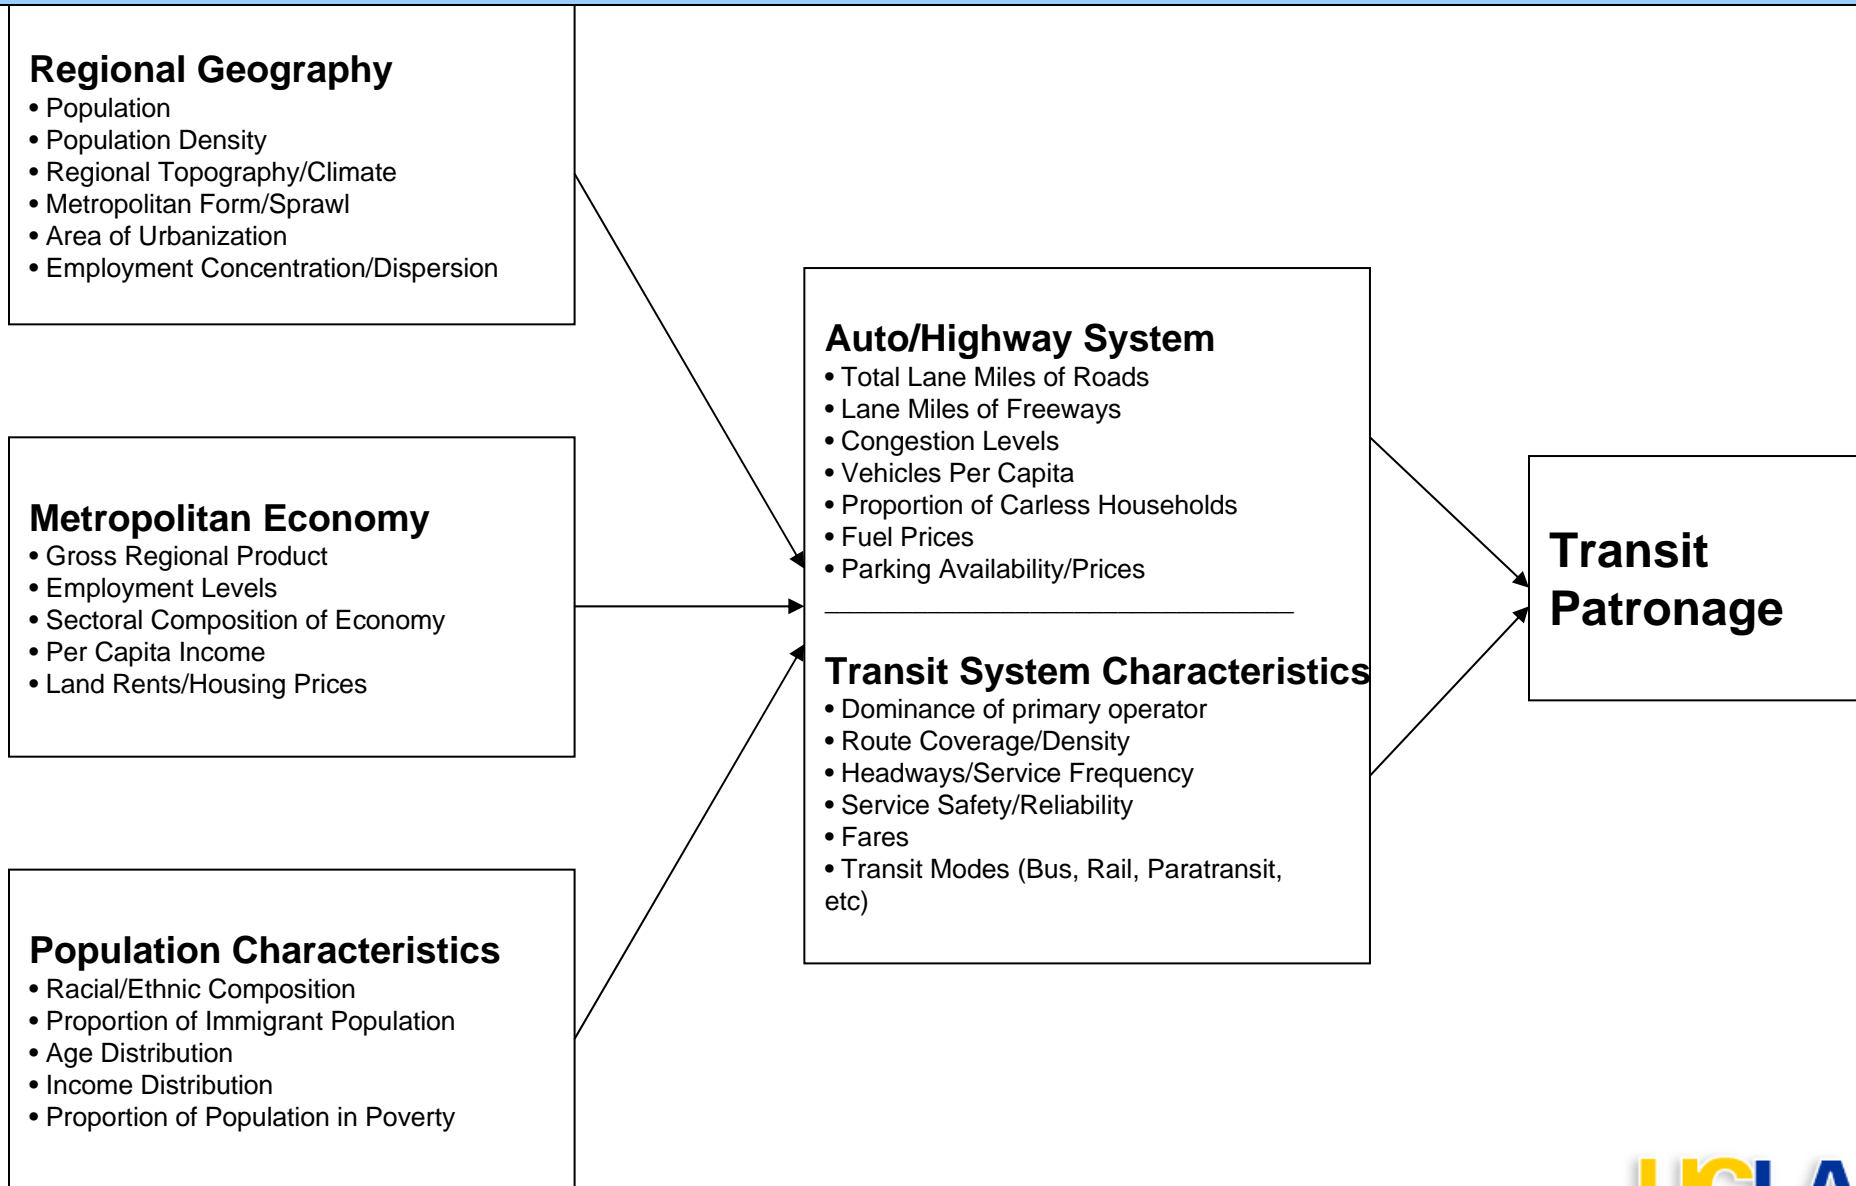 Regional Geography
• Population
• Population Density
• Regional Topography/Climate
• Metropolitan Form/Sprawl
• Area of Urbanization
• Employment Concentration/Dispersion
Metropolitan Economy
• Gross Regional Product
• Employment Levels
• Sectoral Composition of Economy
• Per Capita Income
• Land Rents/Housing Prices
Population Characteristics
• Racial/Ethnic Composition
• Proportion of Immigrant Population
• Age Distribution
• Income Distribution
• Proportion of Population in Poverty
Auto/Highway System
• Total Lane Miles of Roads
• Lane Miles of Freeways
• Congestion Levels
• Vehicles Per Capita
• Proportion of Carless Households
• Fuel Prices
• Parking Availability/Prices
Transit System Characteristics
• Dominance of primary operator
• Route Coverage/Density
• Headways/Service Frequency
• Service Safety/Reliability
• Fares
• Transit Modes (Bus, Rail, Paratransit,
etc)
Transit
Patronage
UCLA